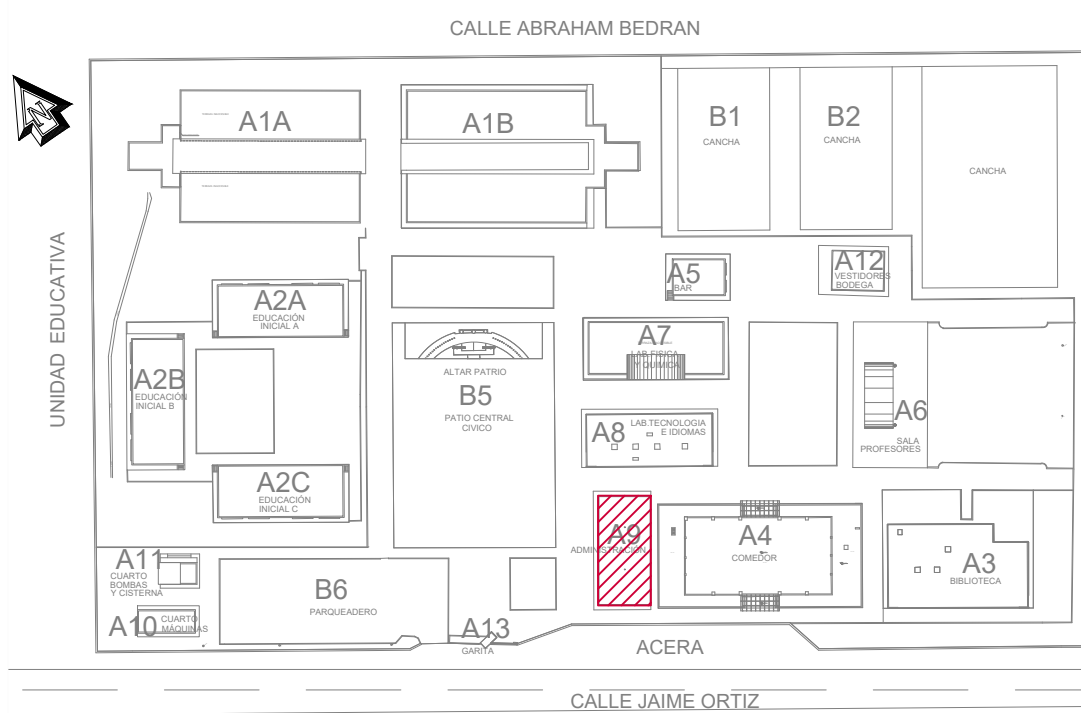 CALLE ABRAHAM BEDRAN
N
A1A
A1B
B1
CANCHA
B2
CANCHA
CANCHA
UNIDAD EDUCATIVA
A2A
EDUCACIÓN
INICIAL A
A5
BAR
A12
VESTIDORES
BODEGA
A7
LAB.FISICA
Y QUIMICA
A2B
EDUCACIÓN
INICIAL B
ALTAR PATRIO
B5
PATIO CENTRAL
CIVICO
A8
LAB.TECNOLOGIA
E IDIOMAS
A6
SALA
PROFESORES
A2C
EDUCACIÓN
INICIAL C
A9
ADMINISTRACIÓN
A4
COMEDOR
A3
BIBLIOTECA
A11
CUARTO
BOMBAS
Y CISTERNA
B6
PARQUEADERO
A10
CUARTO
MÁQUINAS
A13
GARITA
ACERA
CALLE JAIME ORTIZ